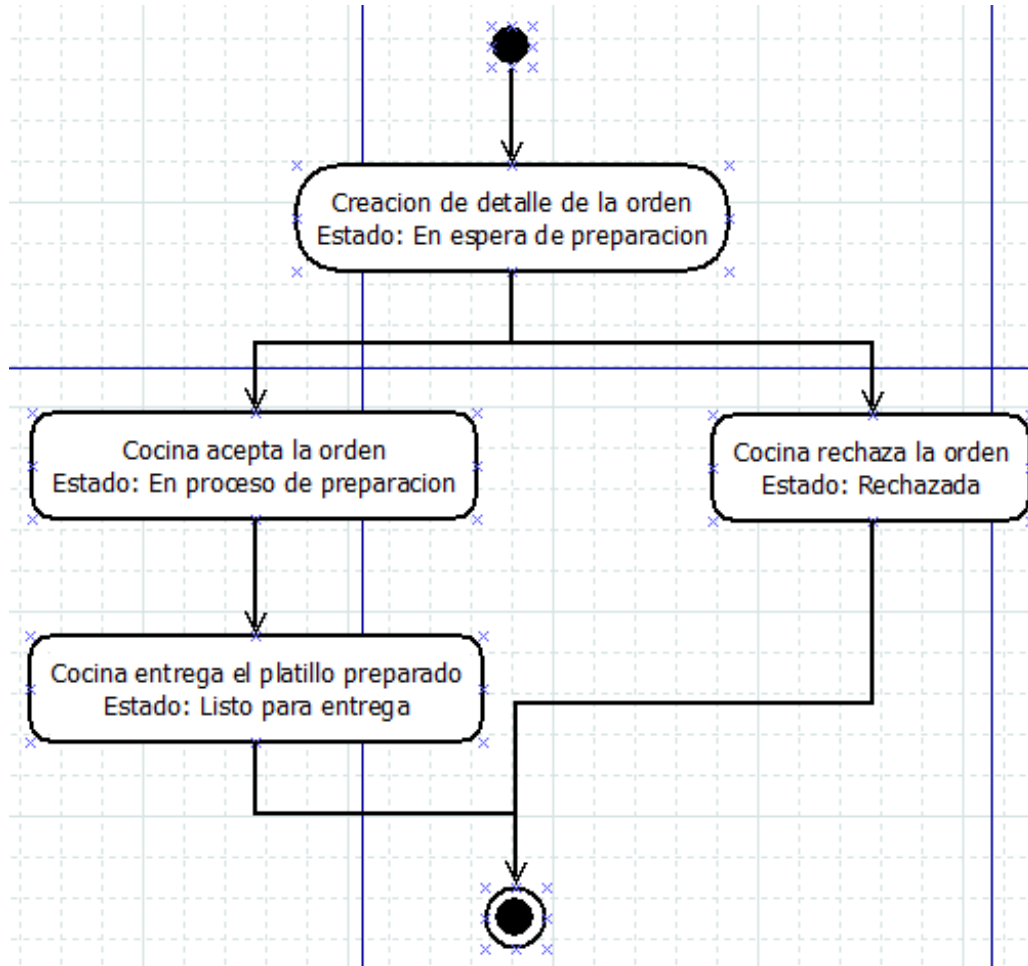 Creacion de detalle de la orden
Estado: En espera de preparacion
Cocina acepta la orden
Estado: En proceso de preparacion
Cocina rechaza la orden
Estado: Rechazada
Cocina entrega el platillo preparado
Estado: Listo para entrega